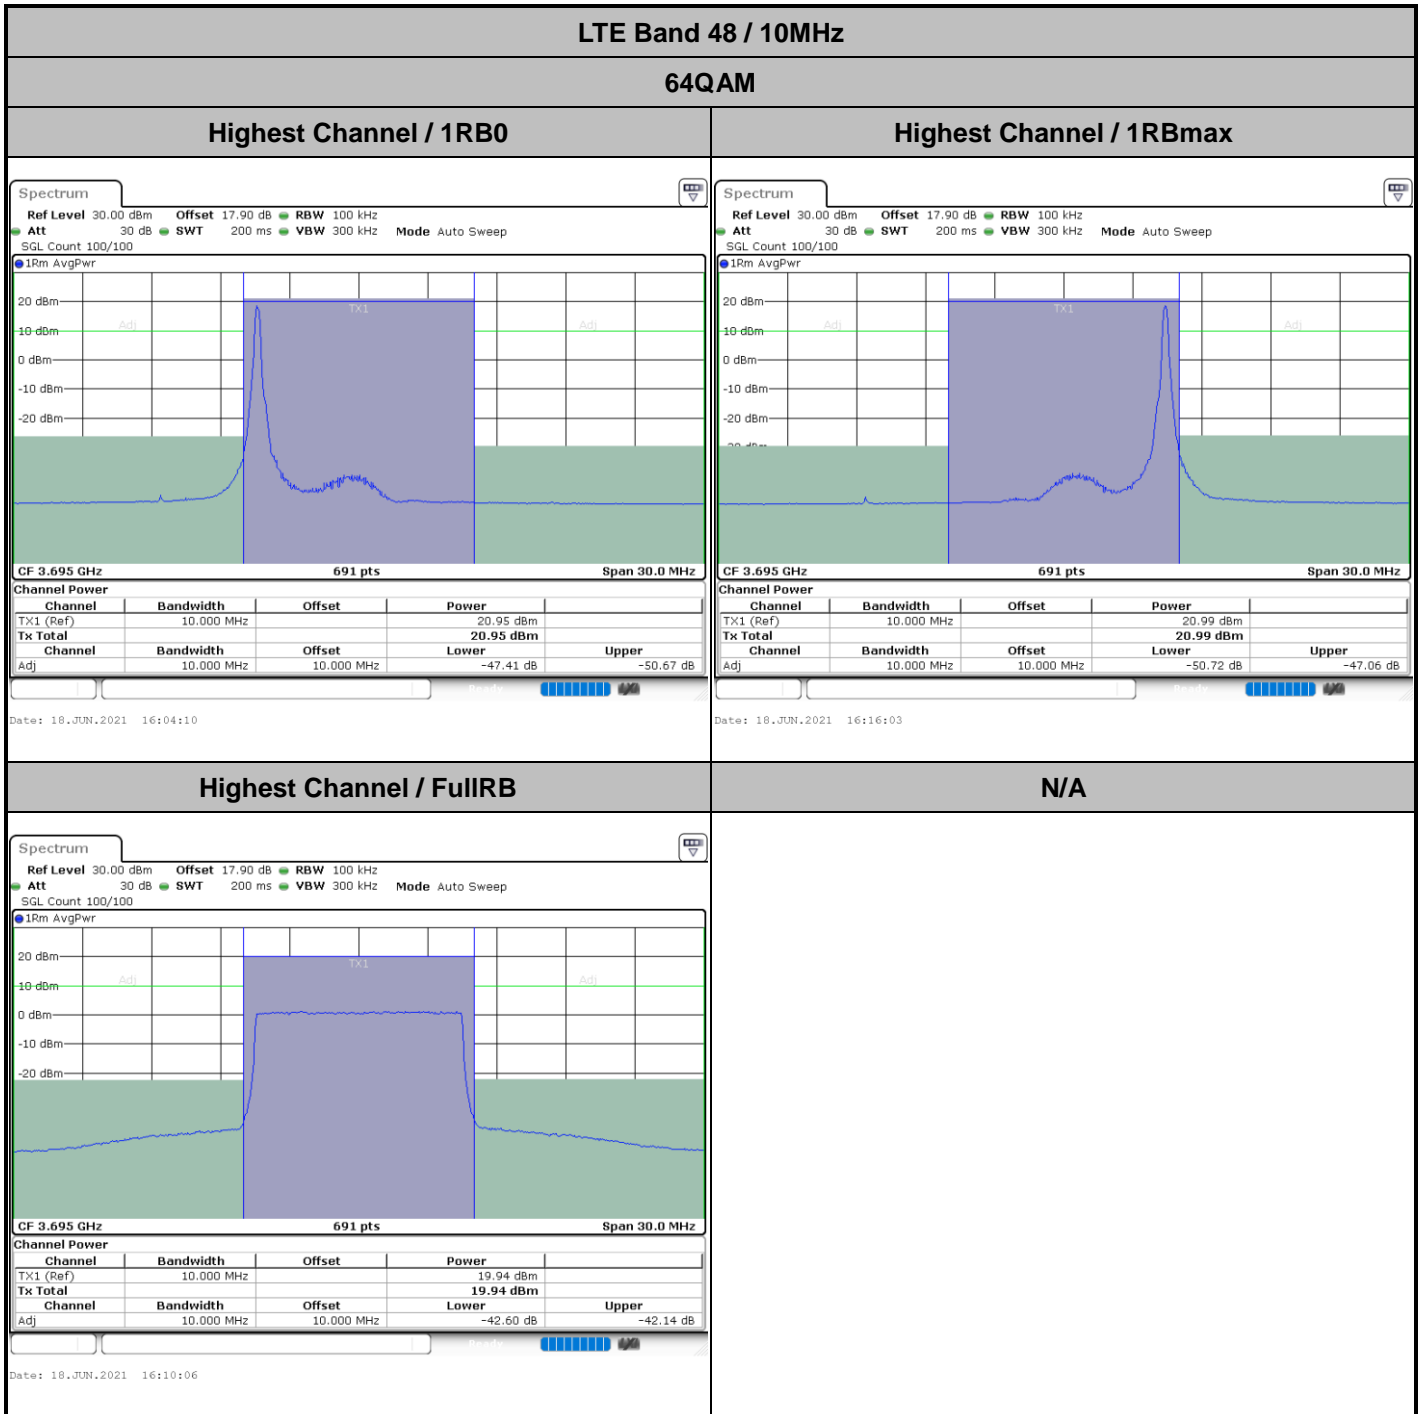 LTE Band 48 / 10MHz
64QAM
Highest Channel / 1RB0
Highest Channel / 1RBmax
Spectrum
Ref Level 30.00 dBm Offset 17.90 dB RBW 100 kHz
Att 30 dB SWT 200 ms VBW 300 kHz Mode Auto Sweep
SGL Count 100/100
1Rm AvgPwr
TX1
Adj
Adj
20 dBm
10 dBm
0 dBm
-10 dBm
-20 dBm
CF 3.695 GHz 691 pts Span 30.0 MHz
Channel Power
Channel Bandwidth Offset Power
TX1 (Ref) 10.000 MHz 20.95 dBm
Tx Total 20.95 dBm
Channel Bandwidth Offset Lower Upper
Adj 10.000 MHz 10.000 MHz -47.41 dB -50.67 dB
Ready
Date: 18.JUN.2021 16:04:10
Spectrum
Ref Level 30.00 dBm Offset 17.90 dB RBW 100 kHz
Att 30 dB SWT 200 ms VBW 300 kHz Mode Auto Sweep
SGL Count 100/100
1Rm AvgPwr
TX1
Adj
Adj
20 dBm
10 dBm
0 dBm
-10 dBm
-20 dBm
CF 3.695 GHz 691 pts Span 30.0 MHz
Channel Power
Channel Bandwidth Offset Power
TX1 (Ref) 10.000 MHz 20.99 dBm
Tx Total 20.99 dBm
Channel Bandwidth Offset Lower Upper
Adj 10.000 MHz 10.000 MHz -50.72 dB -47.06 dB
Ready
Date: 18.JUN.2021 16:16:03
Highest Channel / FullRB
N/A
Spectrum
Ref Level 30.00 dBm Offset 17.90 dB RBW 100 kHz
Att 30 dB SWT 200 ms VBW 300 kHz Mode Auto Sweep
SGL Count 100/100
1Rm AvgPwr
TX1
Adj
Adj
20 dBm
10 dBm
0 dBm
-10 dBm
-20 dBm
CF 3.695 GHz 691 pts Span 30.0 MHz
Channel Power
Channel Bandwidth Offset Power
TX1 (Ref) 10.000 MHz 19.94 dBm
Tx Total 19.94 dBm
Channel Bandwidth Offset Lower Upper
Adj 10.000 MHz 10.000 MHz -42.60 dB -42.14 dB
Ready
Date: 18.JUN.2021 16:10:06